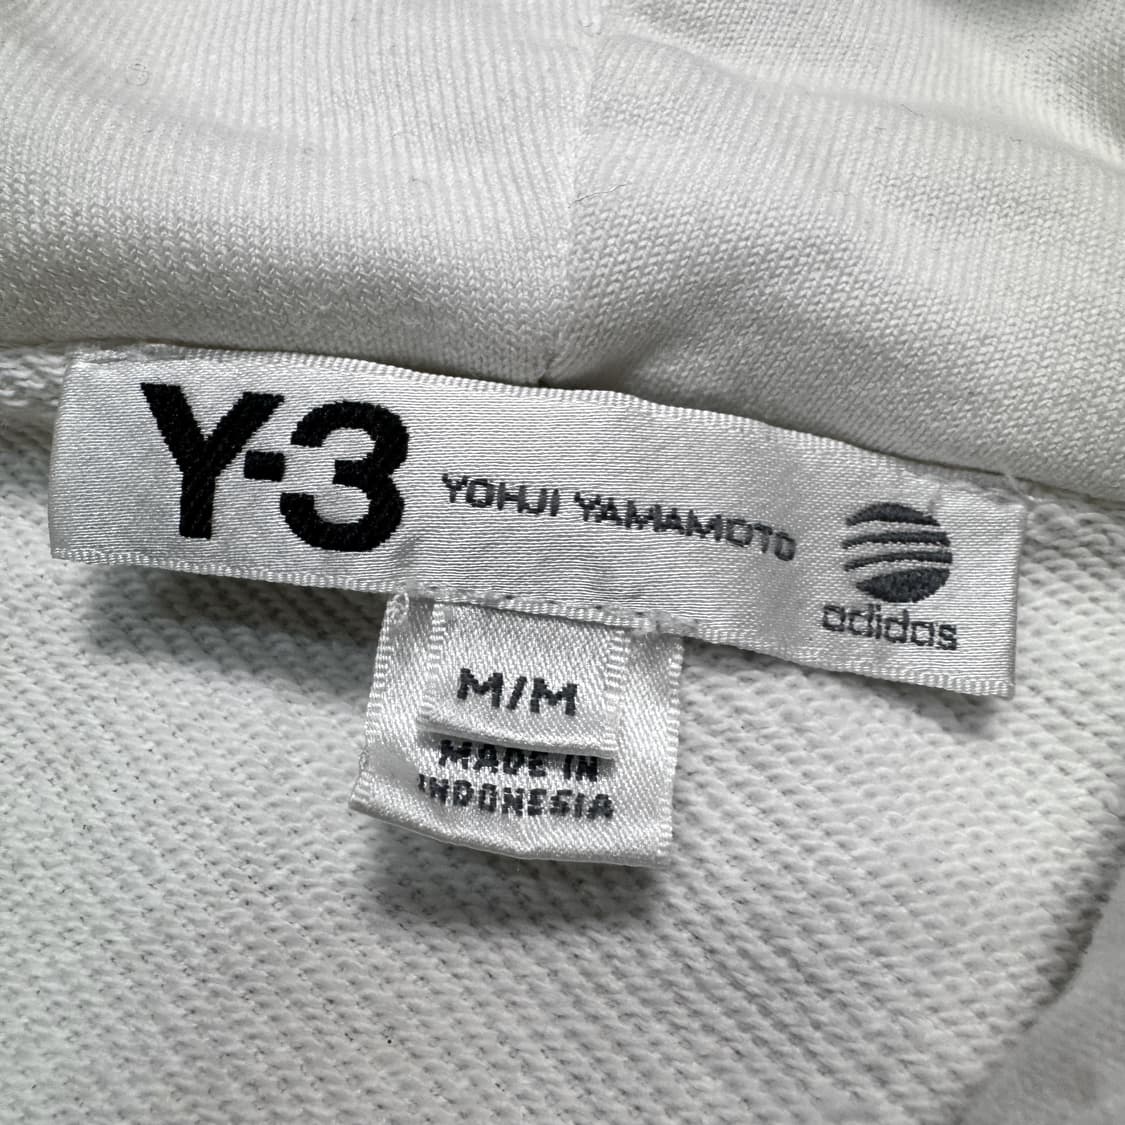 Y-3 YOHJI YAMAMOTO
adidas
M/M
MADE IN
INDONESIA